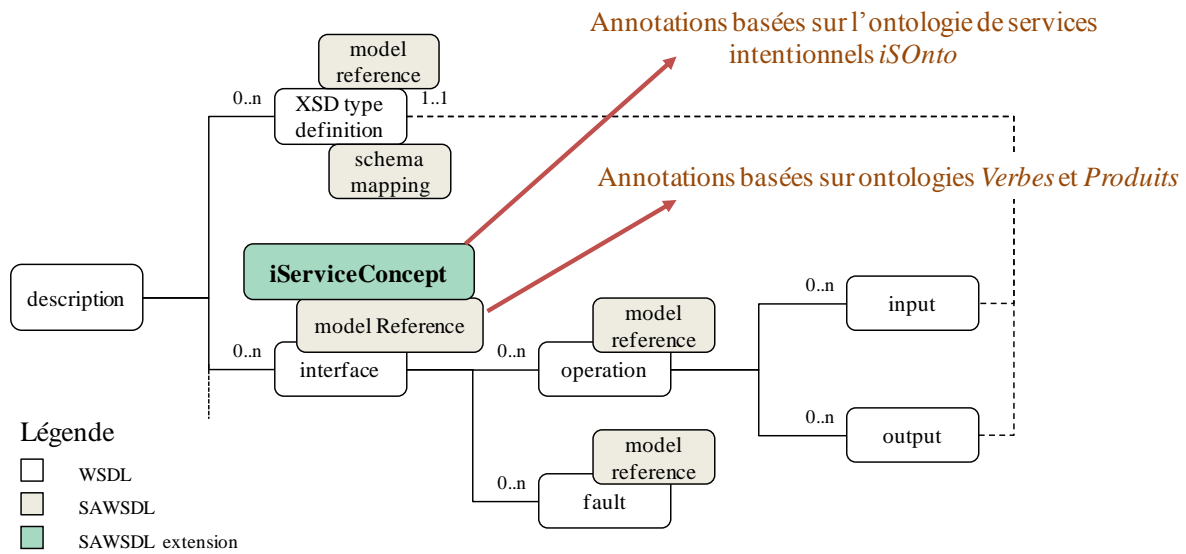 Annotations basées sur l'ontologie de services
intentionnels iSOnto
model
reference
0..n
XSD type
definition
1..1
schema
mapping
Annotations basées sur ontologies Verbes et Produits
iServiceConcept
description
model Reference
0..n
interface
model
reference
0..n
operation
0..n
input
0..n
output
model
reference
0..n
fault
Légende
WSDL
SAWSDL
SAWSDL extension